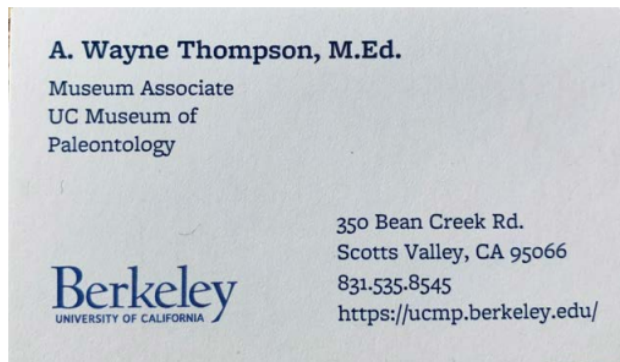 A. Wayne Thompson, M.Ed.
Museum Associate
UC Museum of
Paleontology
350 Bean Creek Rd.
Scotts Valley, CA 95066
831.535.8545
https://ucmp.berkeley.edu/
Berkeley
UNIVERSITY OF CALIFORNIA